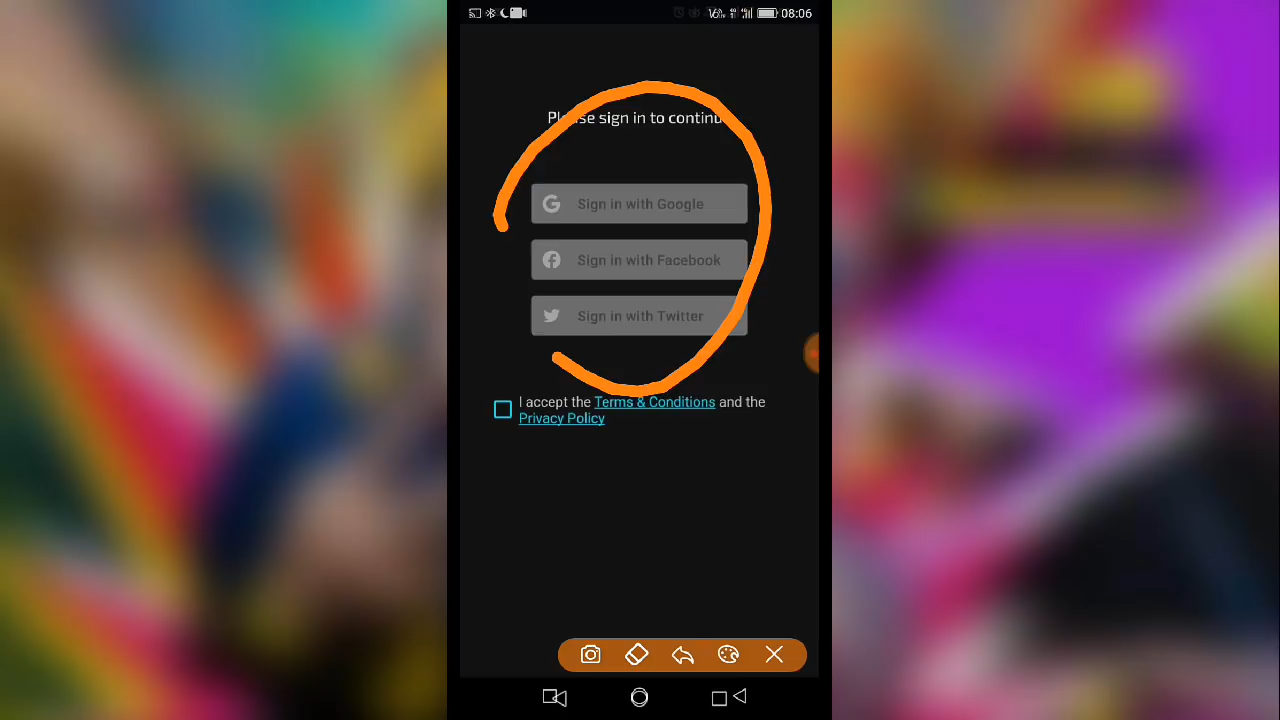 08:06
Please sign in to continue
Sign in with Google
Sign in with Facebook
Sign in with Twitter
I accept the Terms & Conditions and the
Privacy Policy